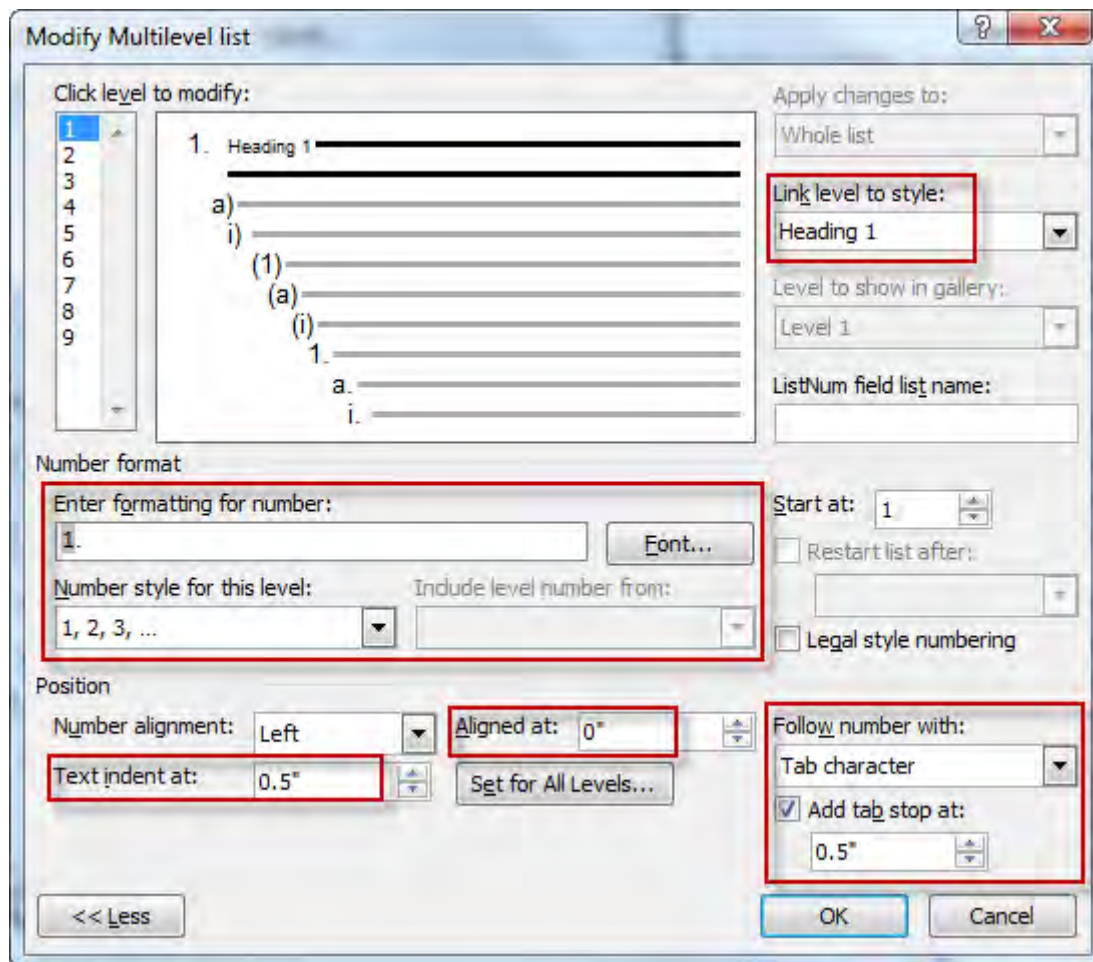 Modify Multilevel list
Click level to modify:
1
2
3
4
5
6
7
8
9
1. Heading 1
a)
i)
(1)
(a)
(i)
1.
a.
i.
Apply changes to:
Whole list
Link level to style:
Heading 1
Level to show in gallery:
Level 1
ListNum field list name:
Number format
Enter formatting for number:
1.
Font...
Number style for this level:
1, 2, 3, ...
Include level number from:
Start at: 1
Restart list after:
Legal style numbering
Position
Number alignment: Left
Aligned at: 0"
Text indent at: 0.5"
Set for All Levels...
Follow number with:
Tab character
Add tab stop at:
0.5"
<< Less
OK
Cancel